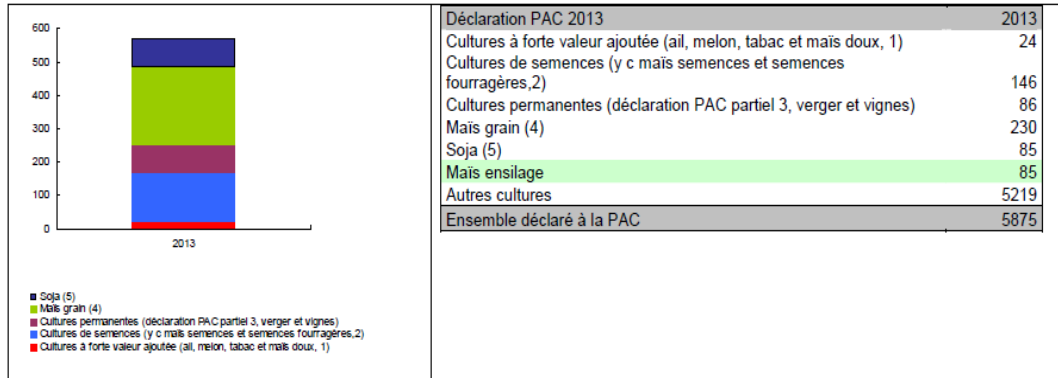 600
500
400
300
200
100
0
2013
Soja (5)
Maïs grain (4)
Cultures permanentes (déclaration PAC partiel 3, verger et vignes)
Cultures de semences (y c maïs semences et semences fourragères,2)
Cultures à forte valeur ajoutée (ail, melon, tabac et maïs doux, 1)
Déclaration PAC 2013 2013
Cultures à forte valeur ajoutée (ail, melon, tabac et maïs doux, 1) 24
Cultures de semences (y c maïs semences et semences
fourragères,2) 146
Cultures permanentes (déclaration PAC partiel 3, verger et vignes) 86
Maïs grain (4) 230
Soja (5) 85
Maïs ensilage 85
Autres cultures 5219
Ensemble déclaré à la PAC 5875